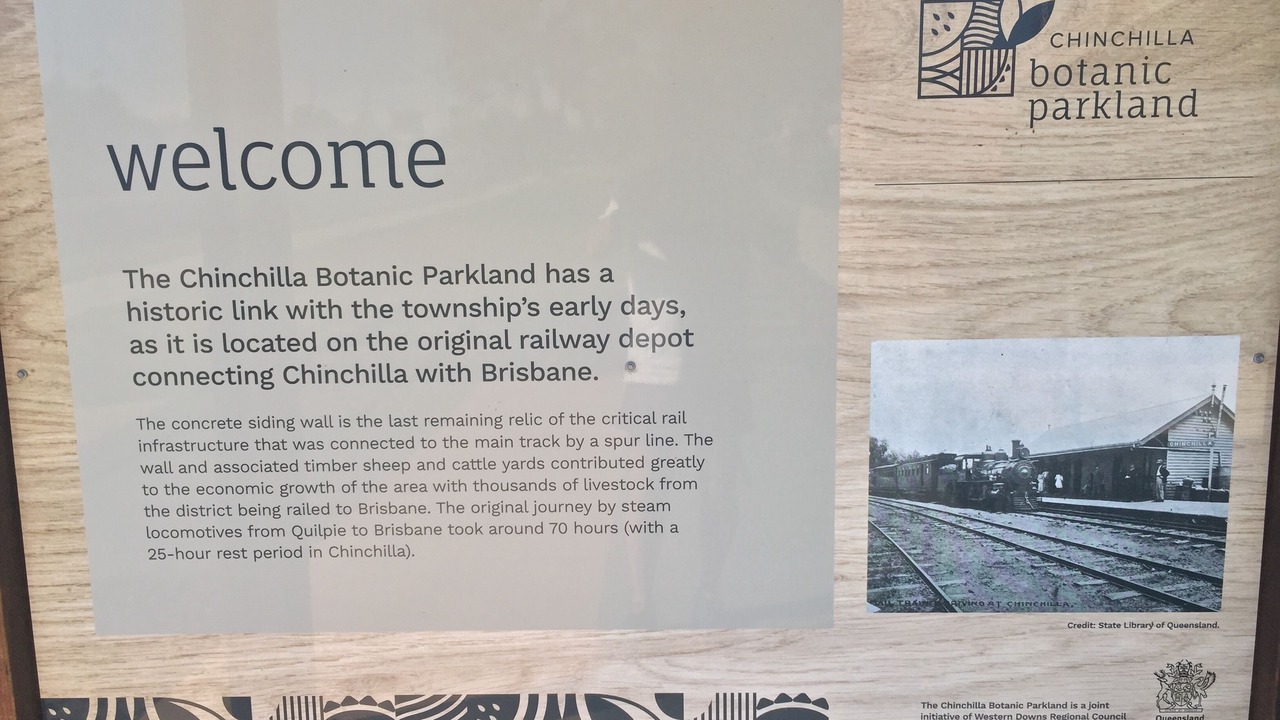 CHINCHILLA
botanic
parkland
welcome
The Chinchilla Botanic Parkland has a
historic link with the township's early days,
as it is located on the original railway depot
connecting Chinchilla with Brisbane.
The concrete siding wall is the last remaining relic of the critical rail
infrastructure that was connected to the main track by a spur line. The
wall and associated timber sheep and cattle yards contributed greatly
to the economic growth of the area with thousands of livestock from
the district being railed to Brisbane. The original journey by steam
locomotives from Quilpie to Brisbane took around 70 hours (with a
25-hour rest period in Chinchilla).
CHINCHILLA
TRAIN ARRIVING AT CHINCHILLA.
Credit: State Library of Queensland.
The Chinchilla Botanic Parkland is a joint
initiative of Western Downs Regional Council
Queensland